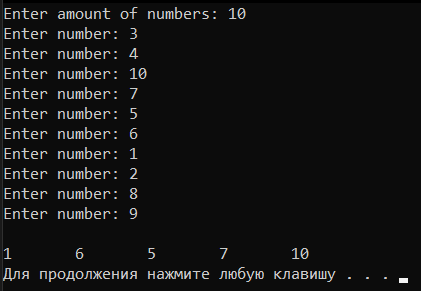 Enter amount of numbers: 10
Enter number: 3
Enter number: 4
Enter number: 10
Enter number: 7
Enter number: 5
Enter number: 6
Enter number: 1
Enter number: 2
Enter number: 8
Enter number: 9
1 6 5 7 10
Для продолжения нажмите любую клавишу . . .